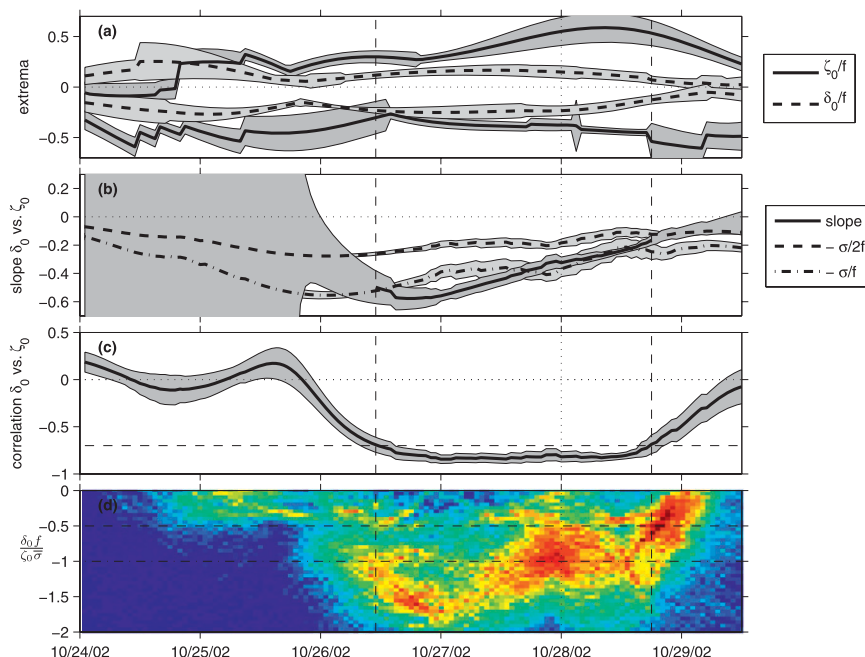 (a)
0.5
0
−0.5
extrema
ζ₀/f
δ₀/f
(b)
0.2
0
−0.2
−0.4
−0.6
slope δ₀ vs. ζ₀
slope
− σ/2f
− σ/f
(c)
0.5
0
−0.5
−1
correlation δ₀ vs. ζ₀
(d)
0
−0.5
−1
−1.5
−2
δ₀ f
ζ₀ σ
10/24/02 10/25/02 10/26/02 10/27/02 10/28/02 10/29/02